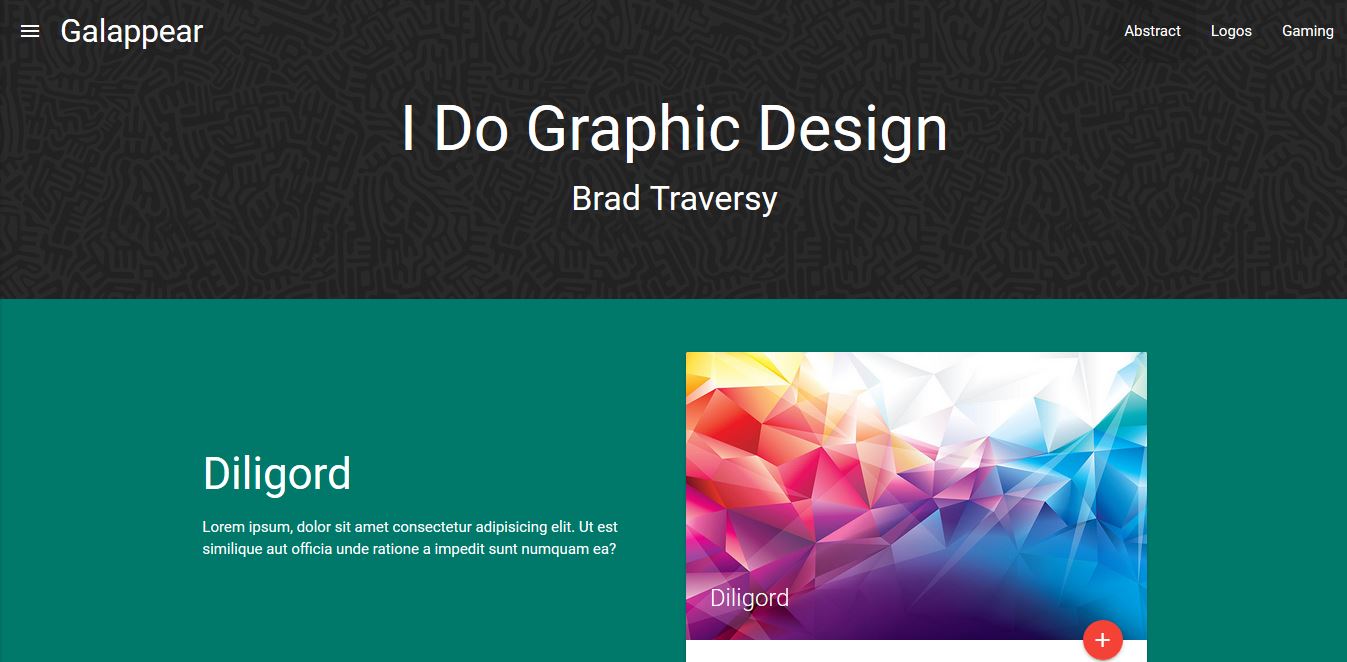 Galappear
Abstract Logos Gaming
I Do Graphic Design
Brad Traversy
Diligord
Lorem ipsum, dolor sit amet consectetur adipisicing elit. Ut est
similique aut officia unde ratione a impedit sunt numquam ea?
Diligord
+